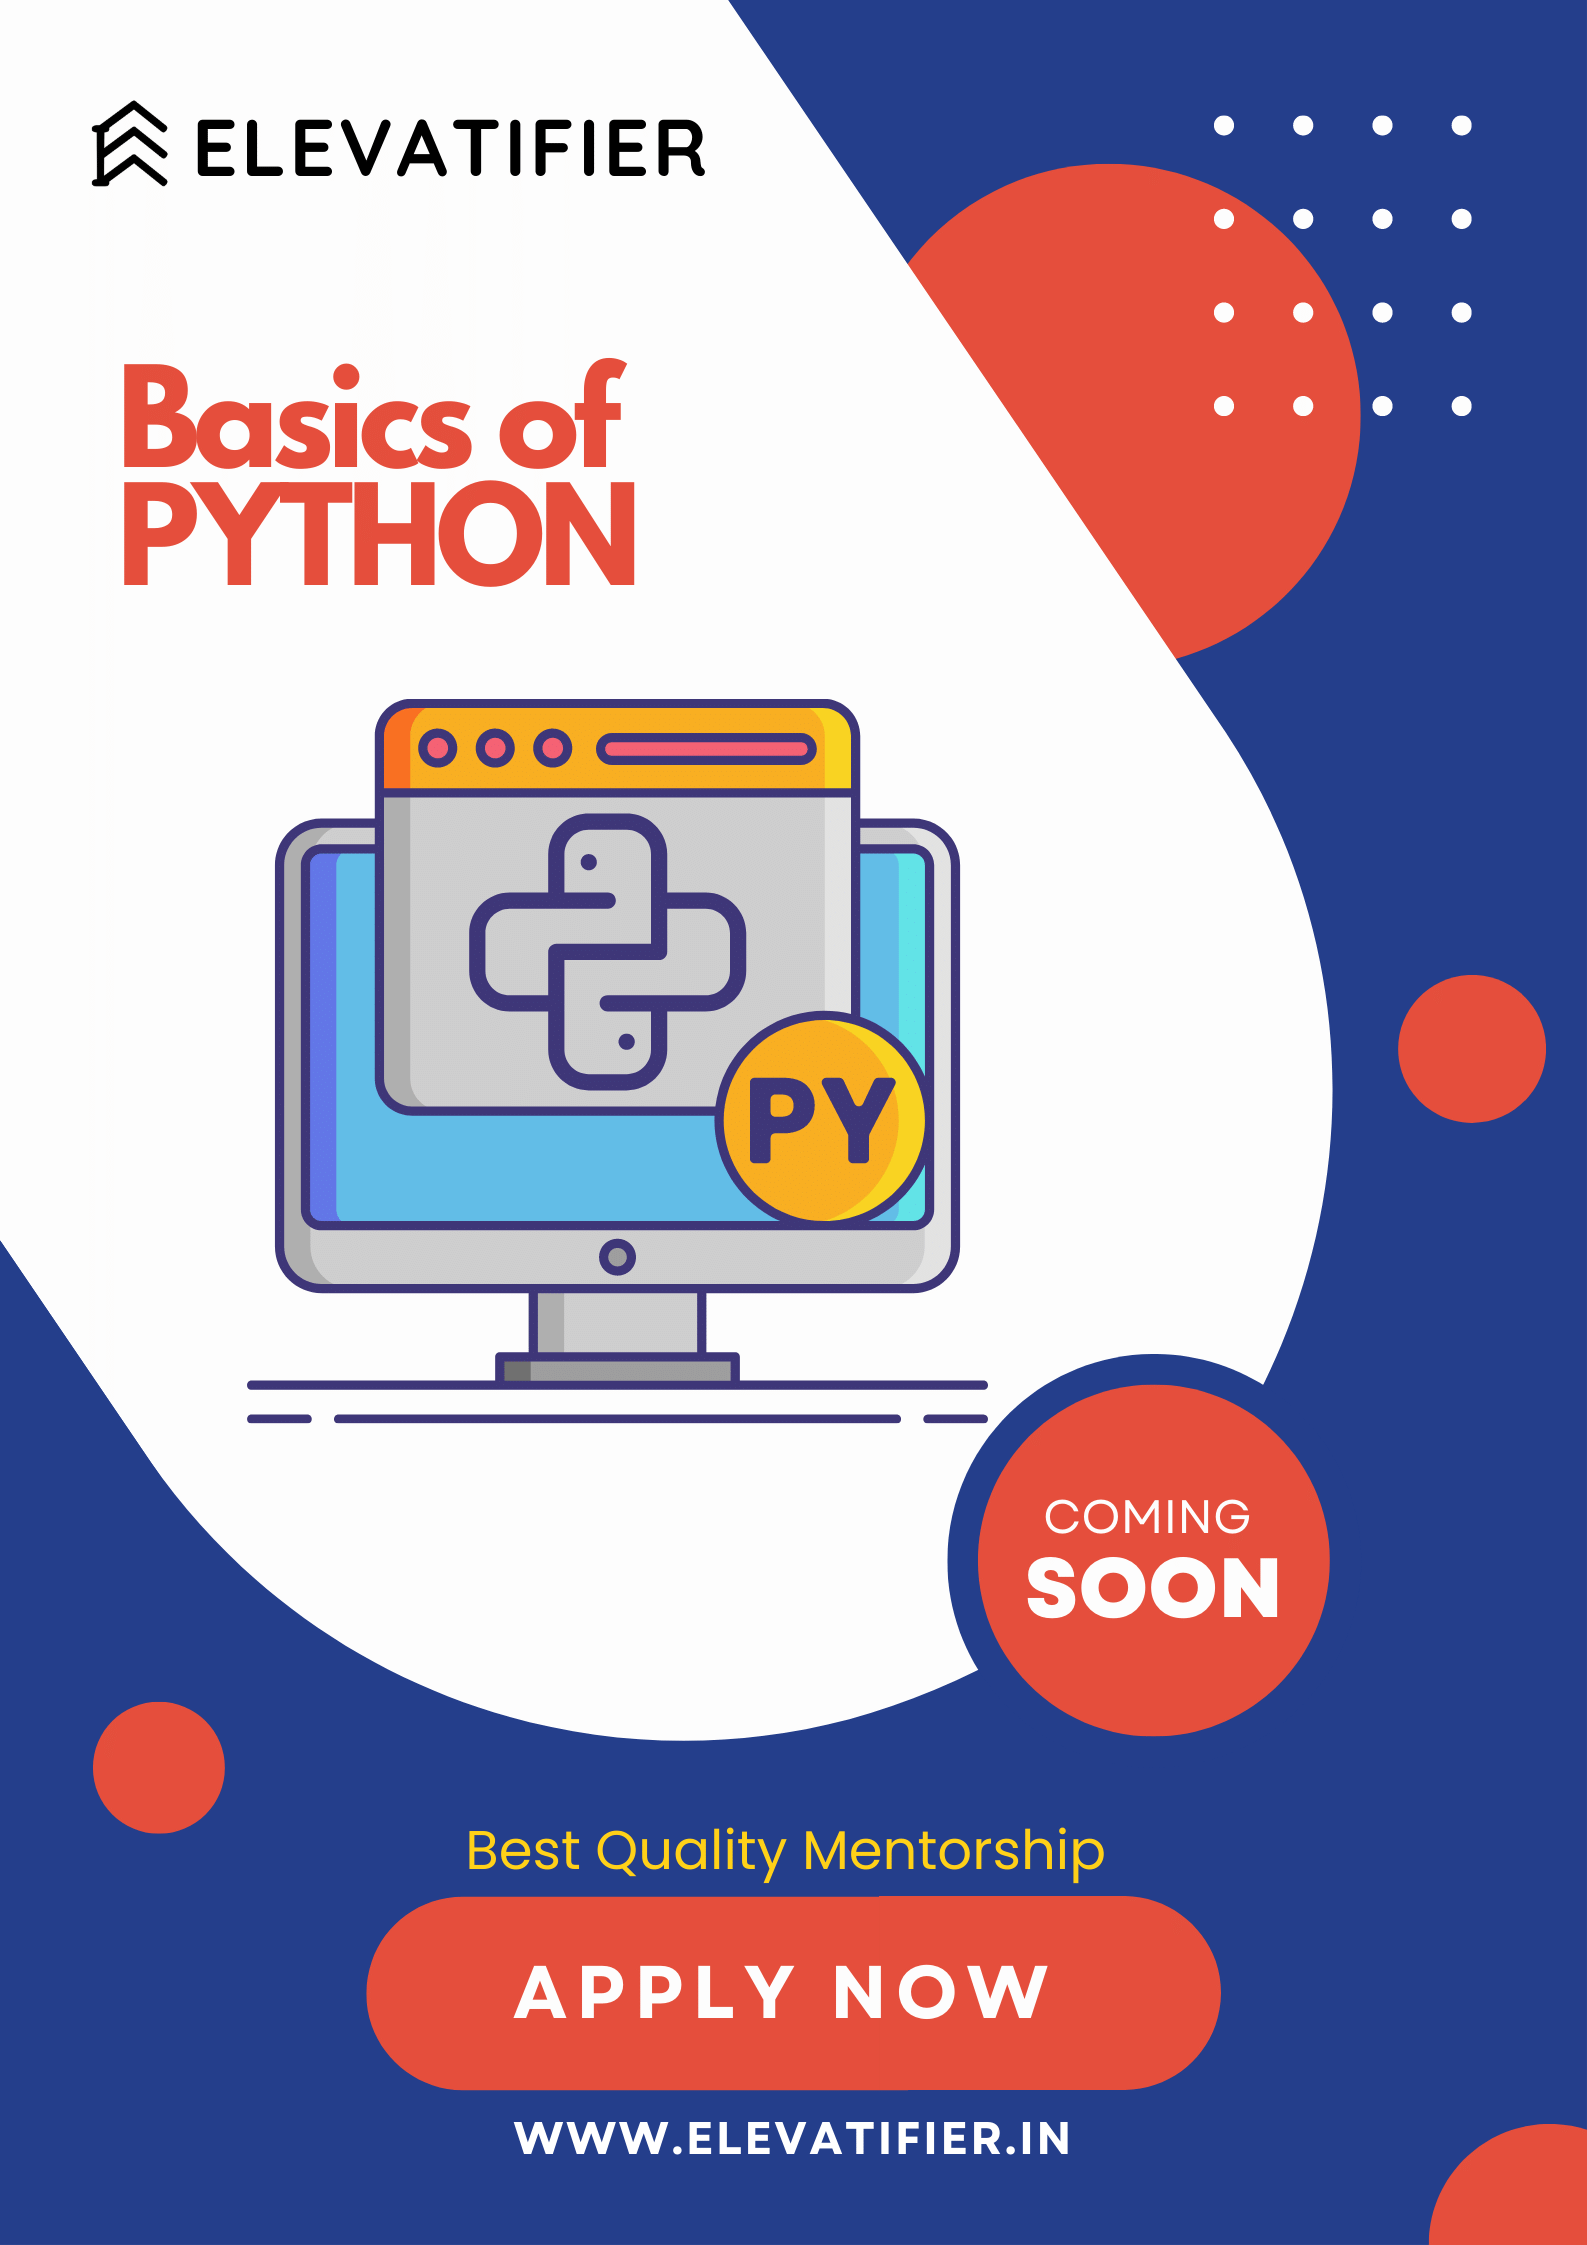 ELEVATIFIER
Basics of
PYTHON
PY
COMING
SOON
Best Quality Mentorship
APPLY NOW
WWW.ELEVATIFIER.IN